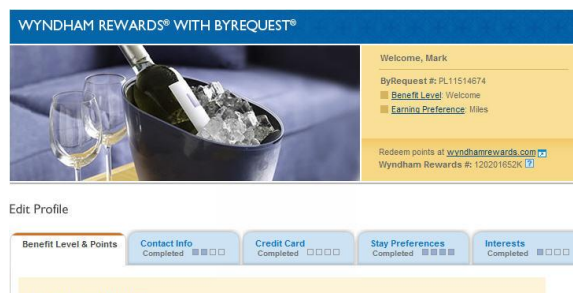 WYNDHAM REWARDS® WITH BYREQUEST®
Welcome, Mark
ByRequest #: PL11514674
Benefit Level: Welcome
Earning Preference: Miles
Redeem points at wyndhamrewards.com
Wyndham Rewards #: 120201652K ?
Edit Profile
Benefit Level & Points
Contact Info
Completed
Credit Card
Completed
Stay Preferences
Completed
Interests
Completed